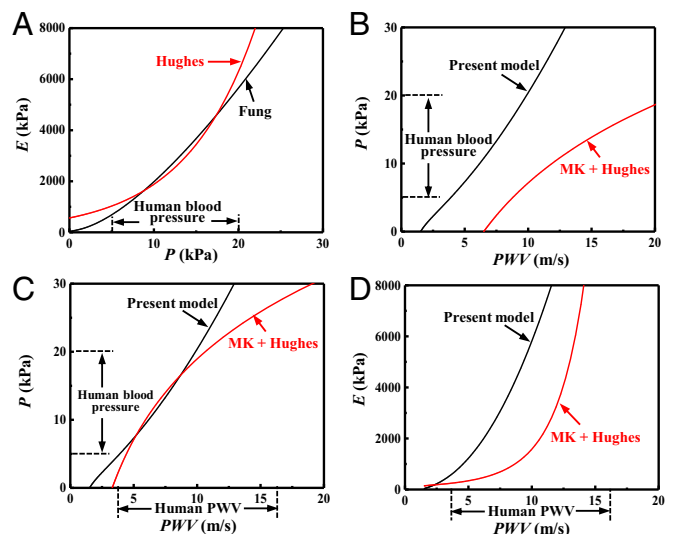 A
8000
6000
4000
2000
0
E (kPa)
Hughes
Fung
Human blood
pressure
0
10
20
30
P (kPa)
B
30
20
10
0
P (kPa)
Present model
Human blood
pressure
MK + Hughes
0
5
10
15
20
PWV (m/s)
C
30
20
10
0
P (kPa)
Present model
MK + Hughes
Human blood
pressure
0
5
10
15
20
Human PWV
PWV (m/s)
D
8000
6000
4000
2000
0
E (kPa)
Present model
MK + Hughes
0
5
10
15
20
Human PWV
PWV (m/s)